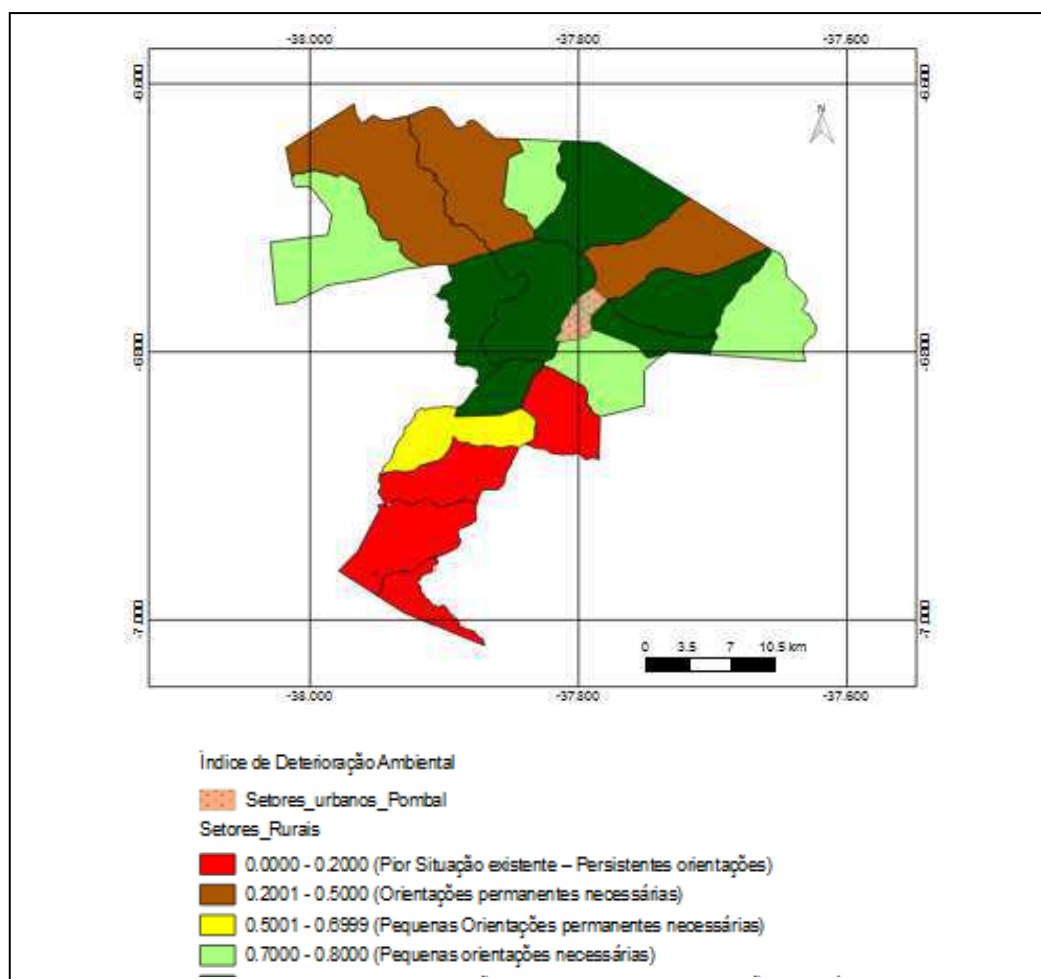 -38.000 -37.800 -37.600
-6.600 -6.600
N
-6.800 -6.800
-7.000 -7.000
0 3.5 7 10.5 km
-38.000 -37.800 -37.600
Índice de Deterioração Ambiental
Setores_urbanos_Pombal
Setores_Rurais
0.0000 - 0.2000 (Pior Situação existente – Persistentes orientações)
0.2001 - 0.5000 (Orientações permanentes necessárias)
0.5001 - 0.6999 (Pequenas Orientações permanentes necessárias)
0.7000 - 0.8000 (Pequenas orientações necessárias)